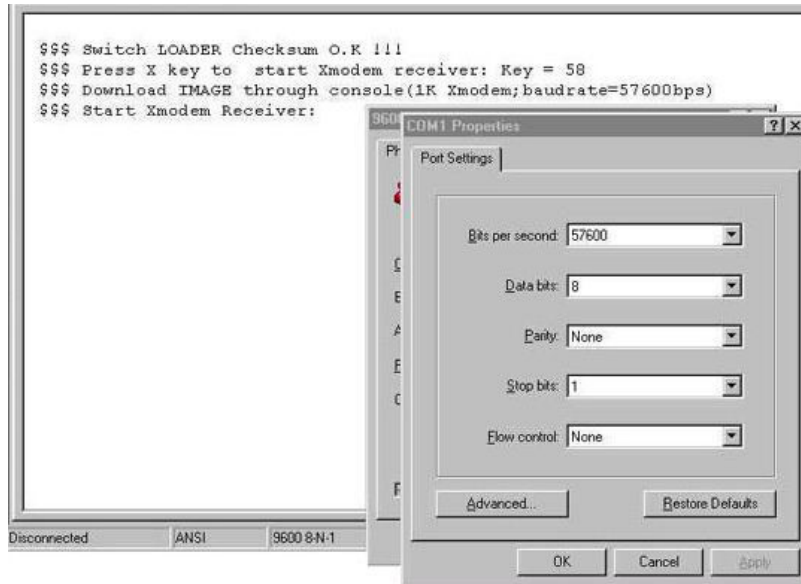 $$$ Switch LOADER Checksum O.K !!!
$$$ Press X key to  start Xmodem receiver: Key = 58
$$$ Download IMAGE through console(1K Xmodem;baudrate=57600bps)
$$$ Start Xmodem Receiver:
COM1 Properties
Port Settings
Bits per second: 57600
Data bits: 8
Parity: None
Stop bits: 1
Flow control: None
Advanced...
Restore Defaults
OK
Cancel
Apply
Disconnected
ANSI
9600 8-N-1